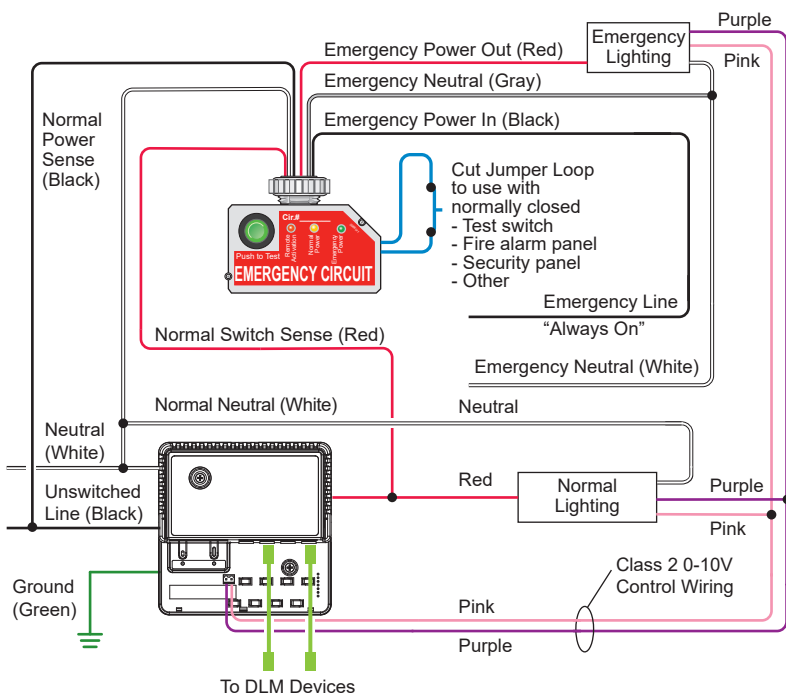 Purple
Emergency Power Out (Red)
Emergency
Lighting
Pink
Emergency Neutral (Gray)
Normal
Power
Sense
(Black)
Emergency Power In (Black)
Cut Jumper Loop
to use with
normally closed
- Test switch
- Fire alarm panel
- Security panel
- Other
Cir.#
Push to Test
Remote
Activation
Normal
Power
Emergency
Power
EMERGENCY CIRCUIT
Emergency Line
“Always On”
Normal Switch Sense (Red)
Emergency Neutral (White)
Normal Neutral (White)
Neutral
Neutral
(White)
Red
Normal
Lighting
Purple
Unswitched
Line (Black)
Pink
Class 2 0-10V
Control Wiring
Ground
(Green)
Pink
Purple
To DLM Devices